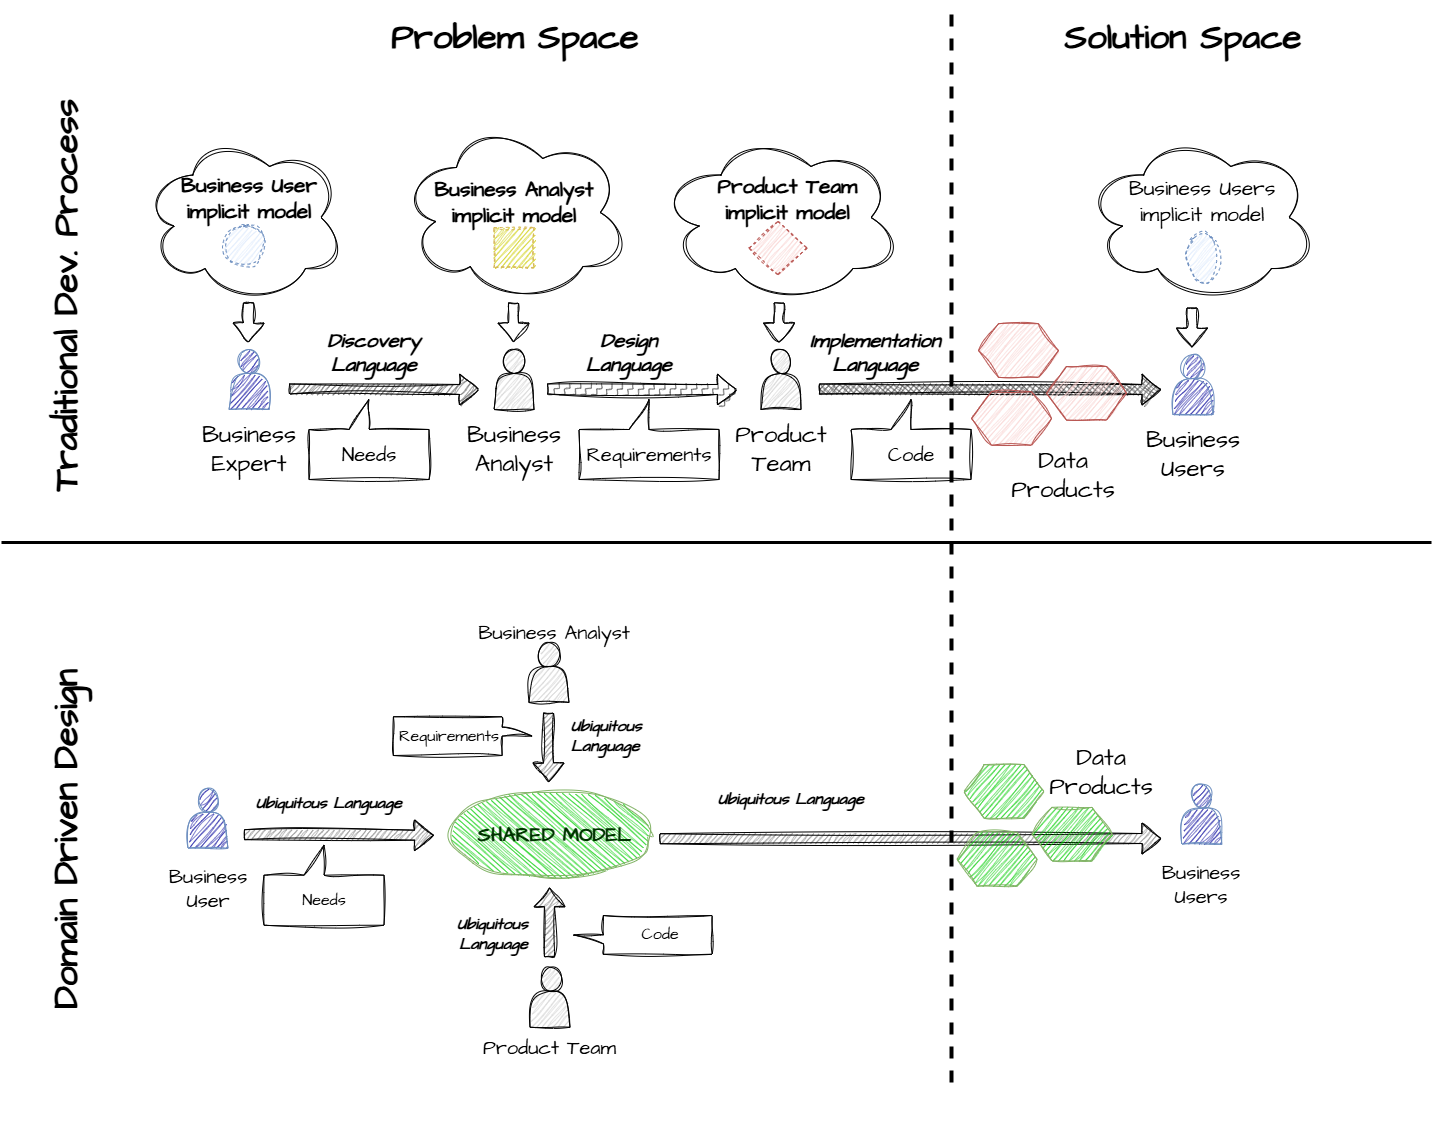 Problem Space
Solution Space
Traditional Dev. Process
Business User
implicit model
Business Analyst
implicit model
Product Team
implicit model
Business Users
implicit model
Discovery
Language
Design
Language
Implementation
Language
Business
Expert
Needs
Business
Analyst
Requirements
Product
Team
Code
Data
Products
Business
Users
Domain Driven Design
Business Analyst
Requirements
Ubiquitous
Language
Business
User
Ubiquitous Language
Needs
SHARED MODEL
Ubiquitous Language
Data
Products
Business
Users
Ubiquitous
Language
Code
Product Team